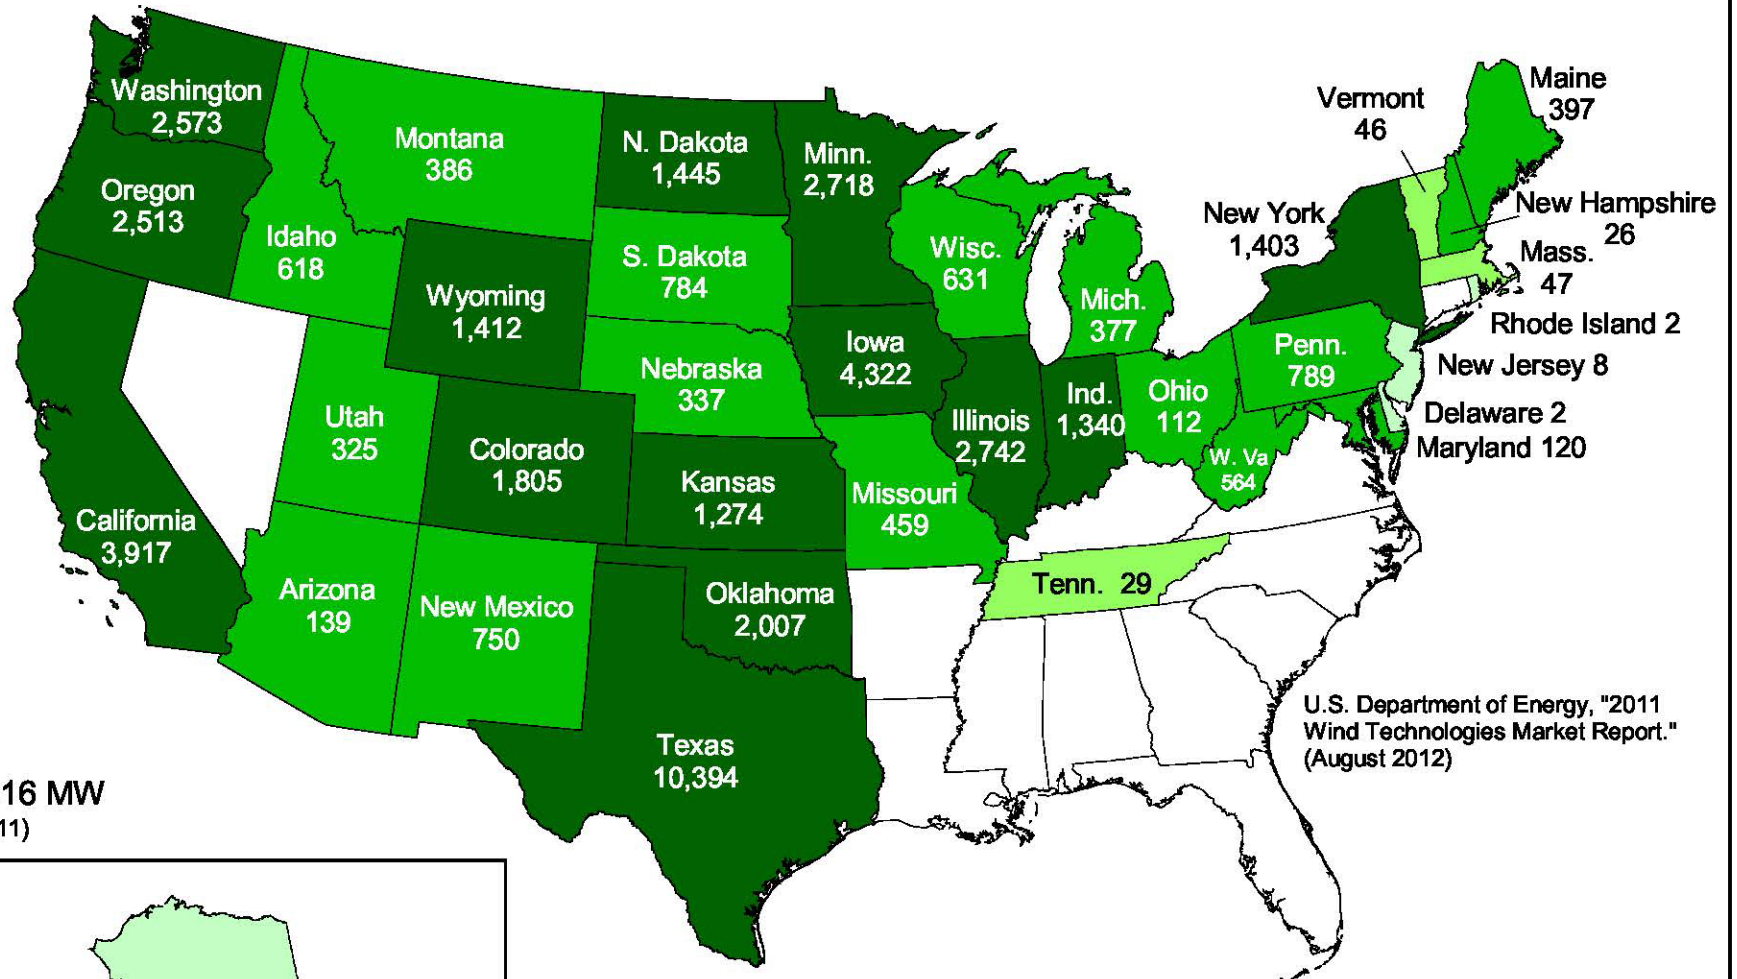 Washington
2,573
Oregon
2,513
California
3,917
Idaho
618
Montana
386
Wyoming
1,412
Utah
325
Colorado
1,805
Arizona
139
New Mexico
750
N. Dakota
1,445
S. Dakota
784
Nebraska
337
Kansas
1,274
Oklahoma
2,007
Texas
10,394
Minn.
2,718
Iowa
4,322
Missouri
459
Wisc.
631
Illinois
2,742
Mich.
377
Ind.
1,340
Ohio
112
W. Va
564
Penn.
789
Tenn. 29
New York
1,403
Vermont
46
Maine
397
New Hampshire
26
Mass.
47
Rhode Island 2
New Jersey 8
Delaware 2
Maryland 120
U.S. Department of Energy, "2011
Wind Technologies Market Report."
(August 2012)
16 MW
11)